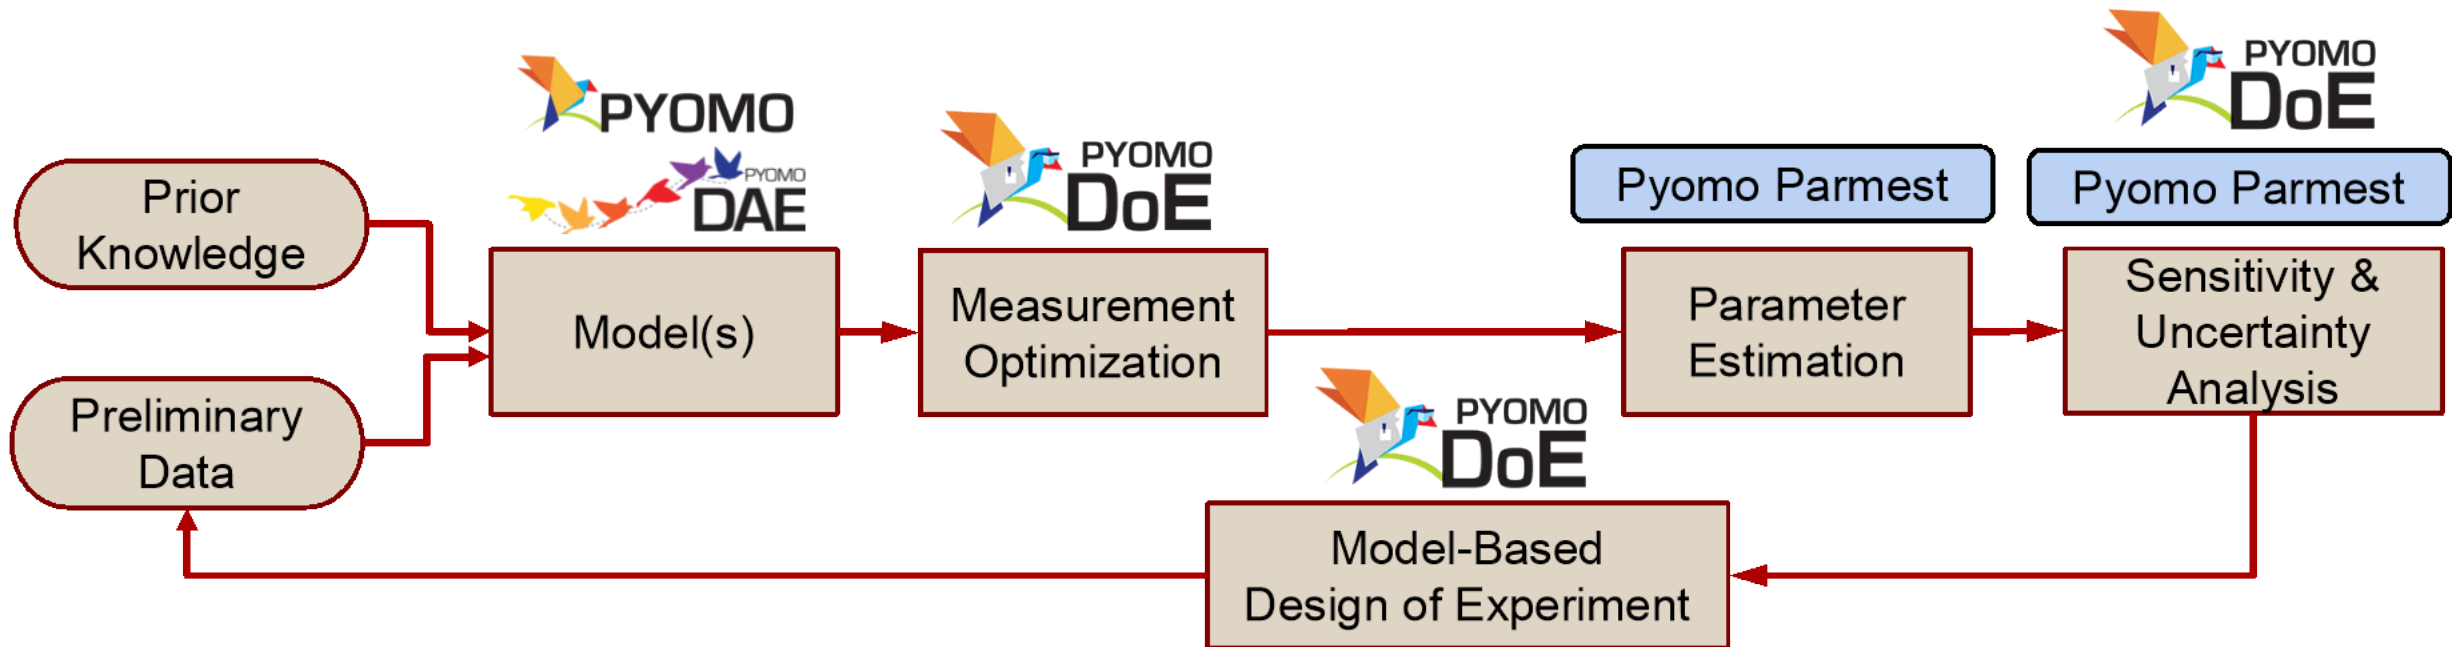 PYOMO
PYOMO
DAE
PYOMO
DoE
PYOMO
DoE
Pyomo Parmest
Pyomo Parmest
Prior
Knowledge
Model(s)
Measurement
Optimization
Parameter
Estimation
Sensitivity &
Uncertainty
Analysis
Preliminary
Data
PYOMO
DoE
Model-Based
Design of Experiment